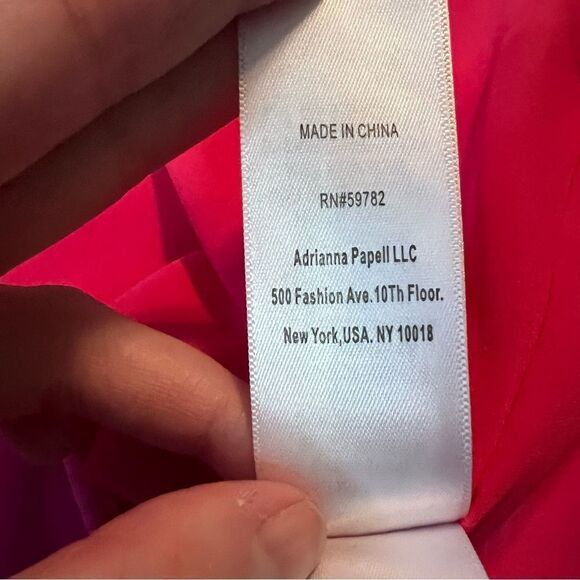 MADE IN CHINA
RN#59782
Adrianna Papell LLC
500 Fashion Ave.10Th Floor.
New York,USA. NY 10018